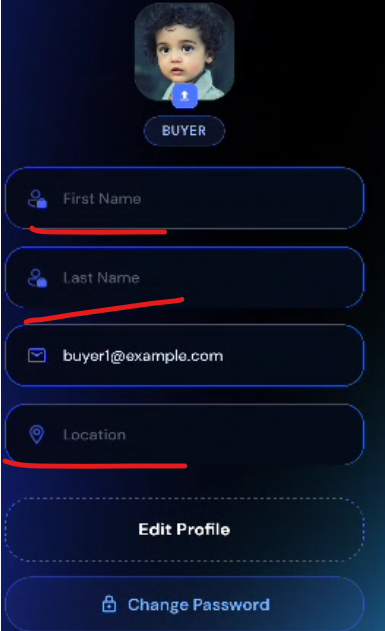 BUYER
First Name
Last Name
buyer1@example.com
Location
Edit Profile
Change Password